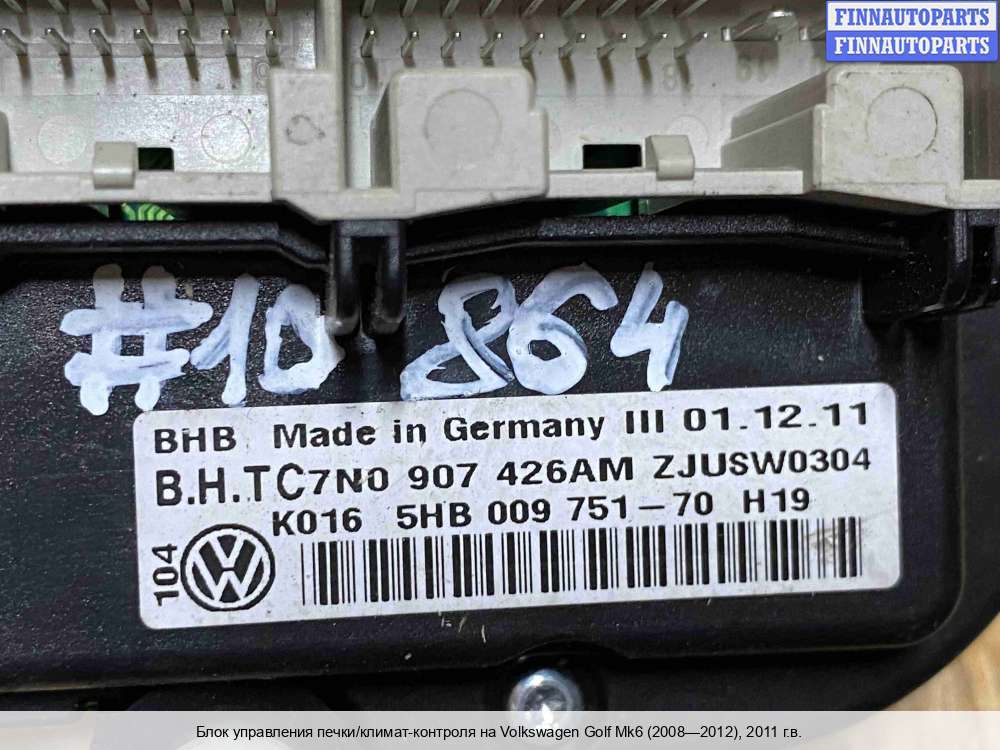 FINNAUTOPARTS
FINNAUTOPARTS
#10 864
BHB Made in Germany III 01.12.11
B.H.TC7N0 907 426AM ZJUSW0304
K016 5HB 009 751-70 H19
104
Блок управления печки/климат-контроля на Volkswagen Golf Mk6 (2008—2012), 2011 г.в.